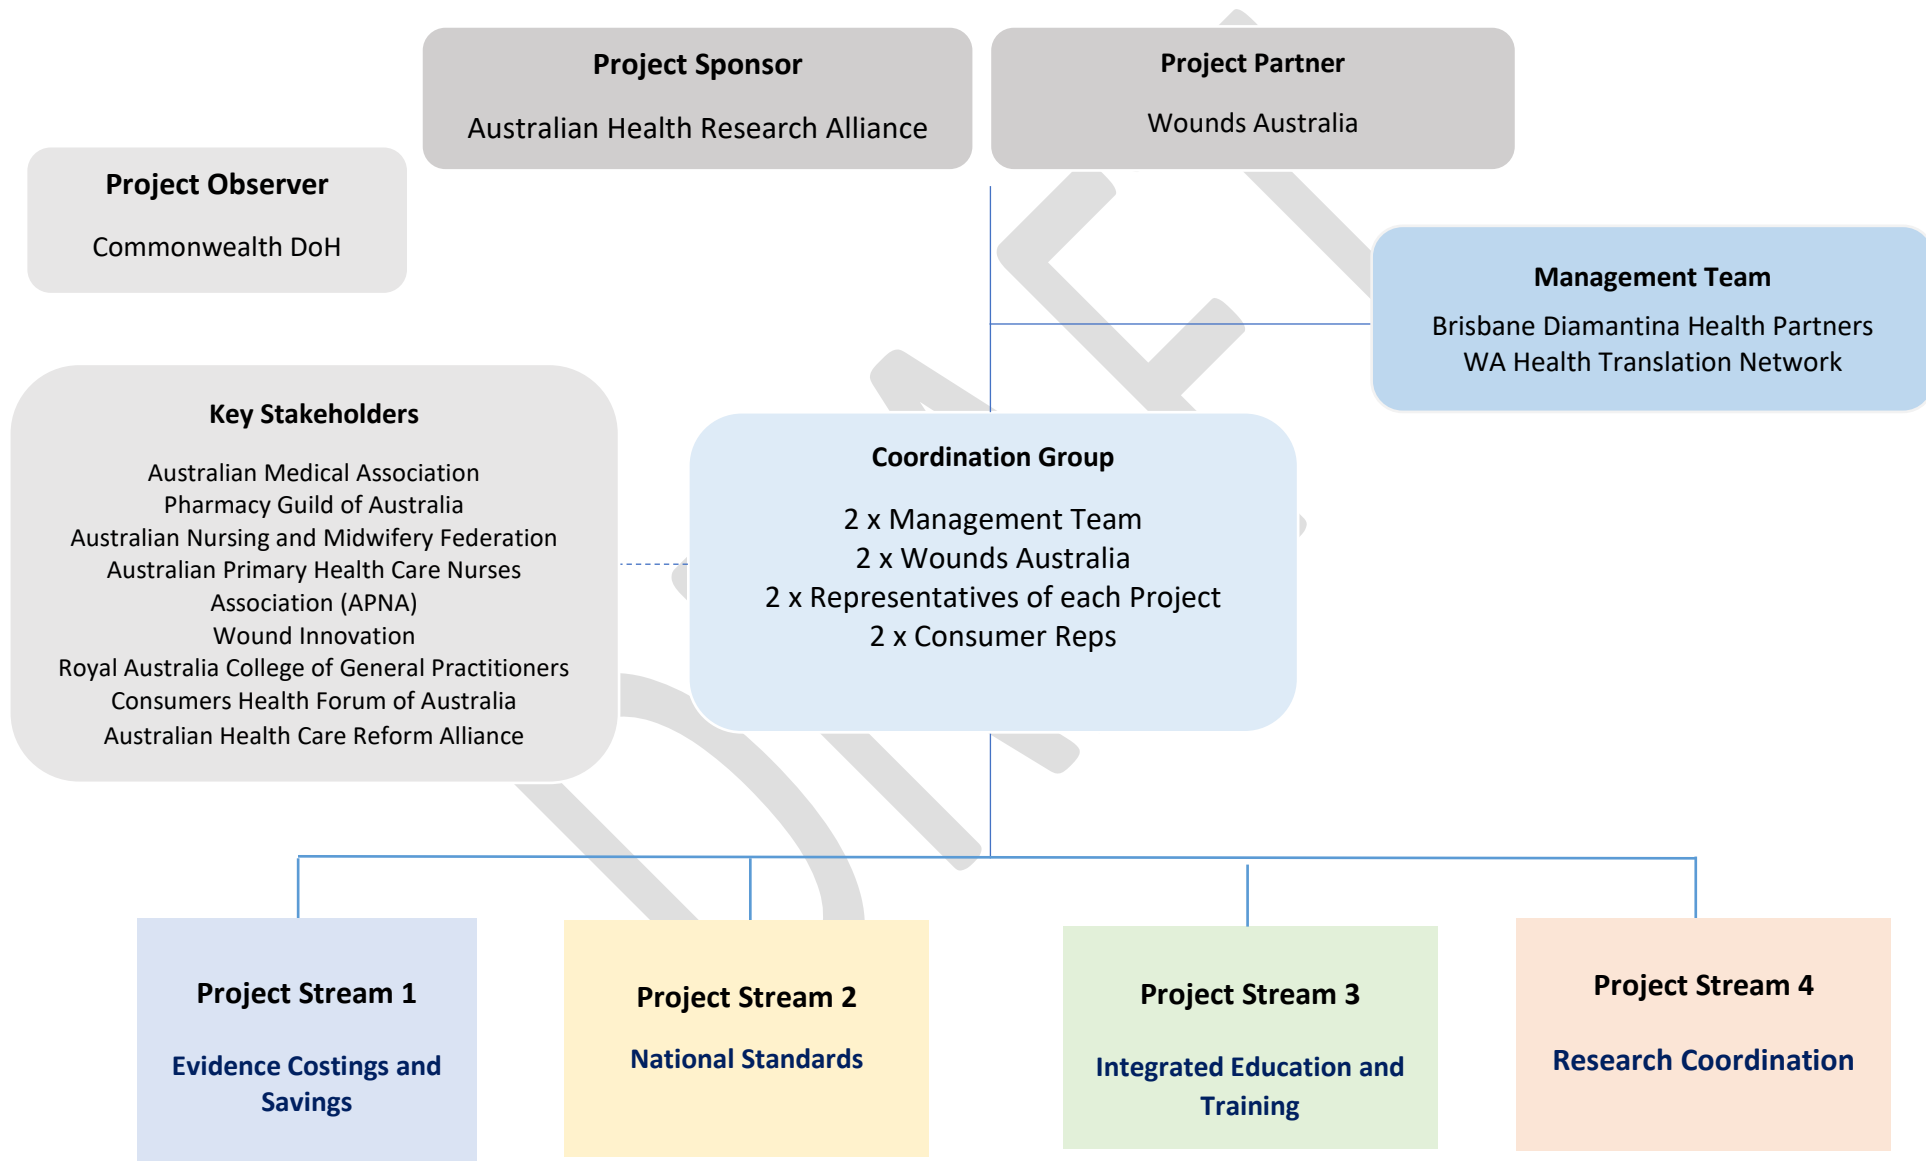 Project Sponsor
Australian Health Research Alliance
Project Partner
Wounds Australia
Project Observer
Commonwealth DoH
Management Team
Brisbane Diamantina Health Partners
WA Health Translation Network
Key Stakeholders
Australian Medical Association
Pharmacy Guild of Australia
Australian Nursing and Midwifery Federation
Australian Primary Health Care Nurses
Association (APNA)
Wound Innovation
Royal Australia College of General Practitioners
Consumers Health Forum of Australia
Australian Health Care Reform Alliance
Coordination Group
2 x Management Team
2 x Wounds Australia
2 x Representatives of each Project
2 x Consumer Reps
Project Stream 1
Evidence Costings and
Savings
Project Stream 2
National Standards
Project Stream 3
Integrated Education and
Training
Project Stream 4
Research Coordination
DRAFT